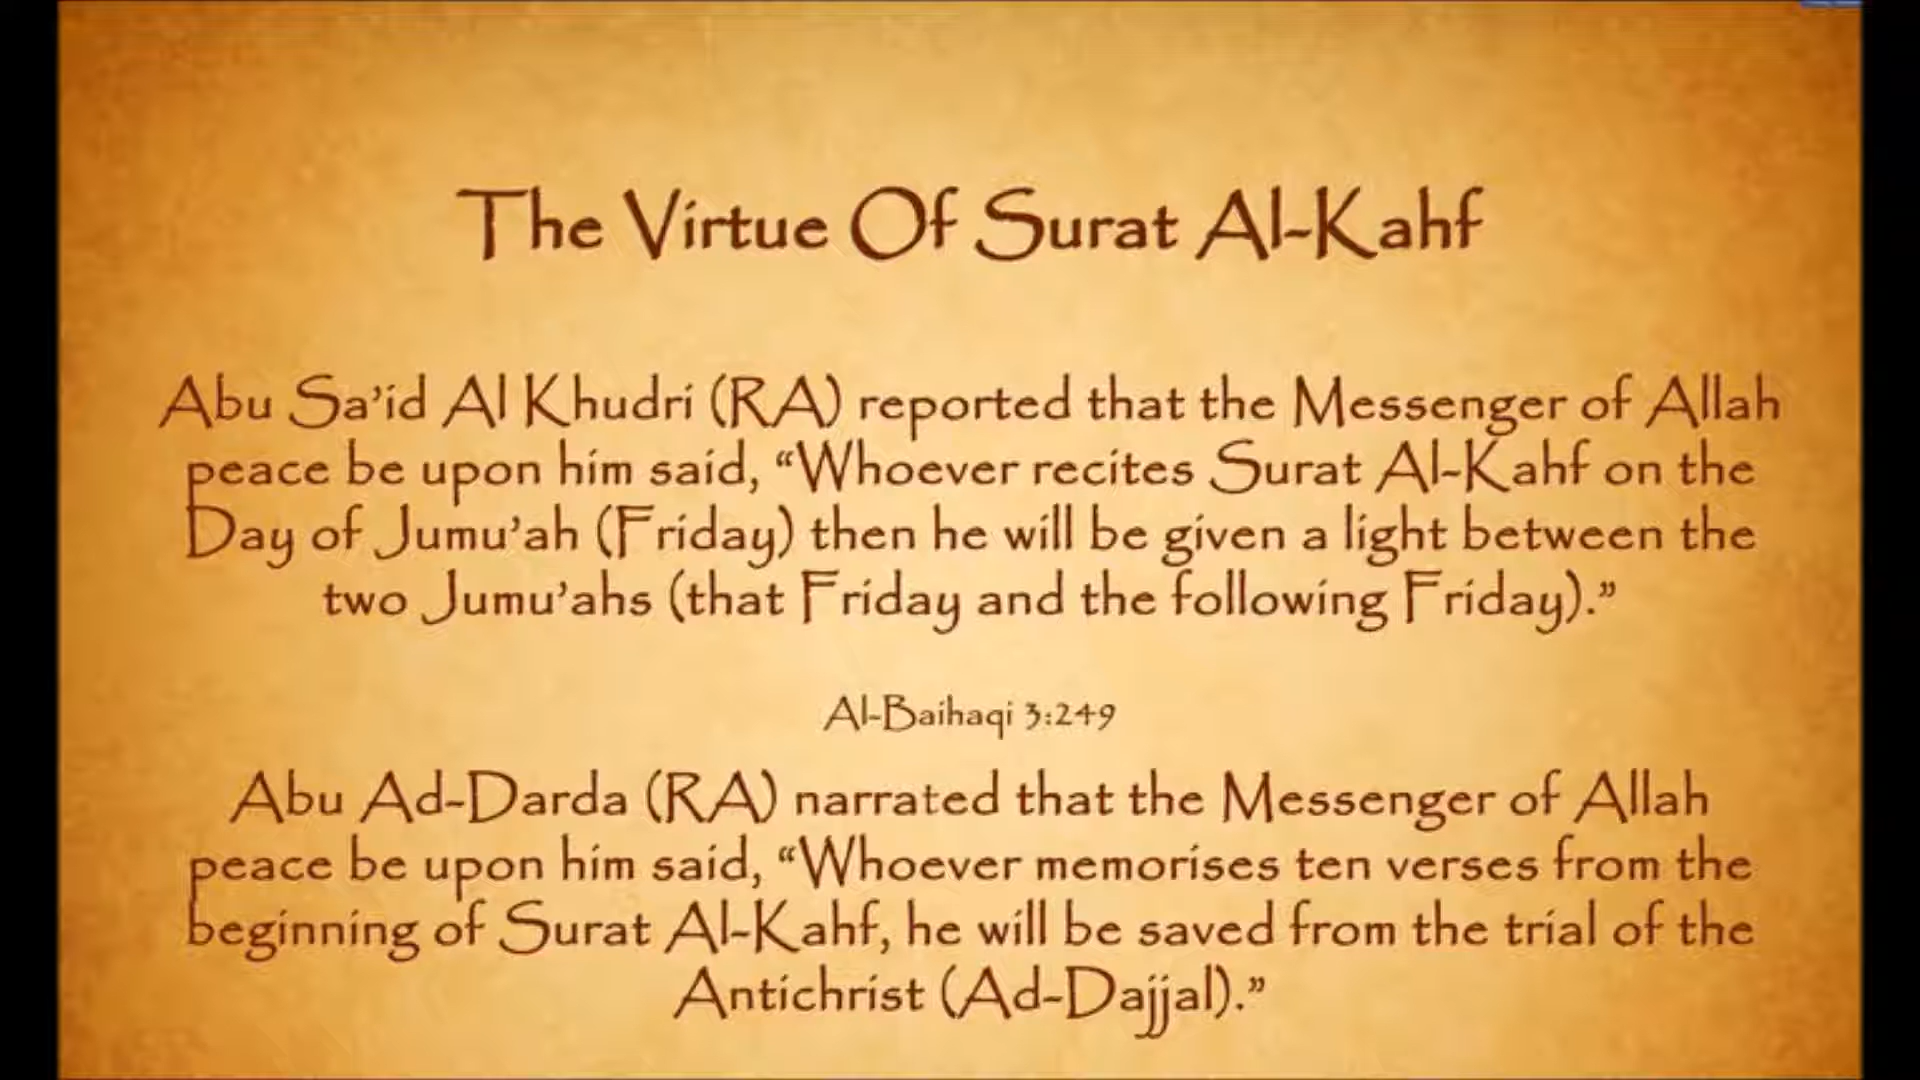 The Virtue Of Surat Al-Kahf
Abu Sa’id Al Khudri (RA) reported that the Messenger of Allah
peace be upon him said, “Whoever recites Surat Al-Kahf on the
Day of Jumu’ah (Friday) then he will be given a light between the
two Jumu’ahs (that Friday and the following Friday).”
Al-Baihaqi 3:249
Abu Ad-Darda (RA) narrated that the Messenger of Allah
peace be upon him said, “Whoever memorises ten verses from the
beginning of Surat Al-Kahf, he will be saved from the trial of the
Antichrist (Ad-Dajjal).”